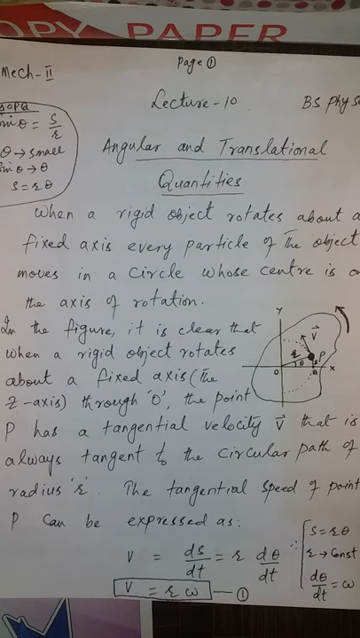 COPY PAPER
Page ①
Mech-II
Lecture-10
BS Phys
sin θ = S/r
θ → small
sin θ → θ
S = r θ
Angular and Translational
Quantities
When a rigid object rotates about a
fixed axis every particle of the object
moves in a circle whose centre is on
the axis of rotation.
In the figure, it is clear that
when a rigid object rotates
about a fixed axis (the
z-axis) through 'O', the point
P has a tangential velocity v⃗ that is
always tangent to the circular path of
radius 'r'. The tangential speed of point
P can be expressed as:
Y
v⃗
r
P
θ
O
x
V = ds/dt = r dθ/dt
∵ S = r θ
r → Const
dθ/dt = ω
V = r ω — ①